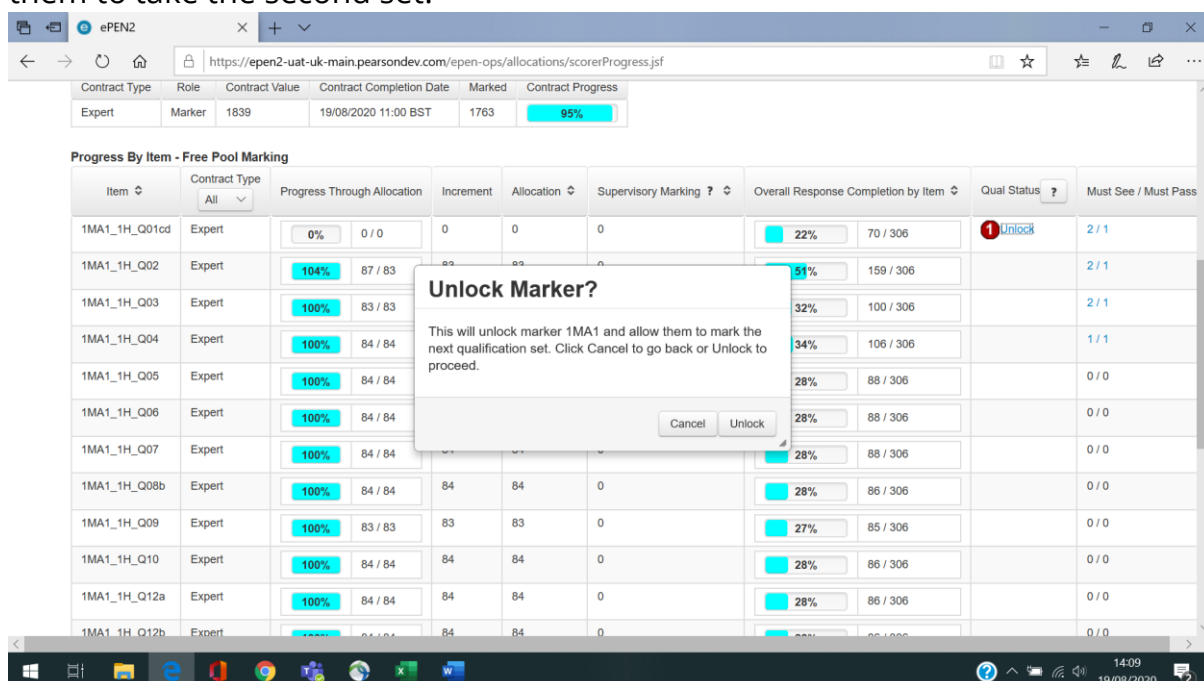 them to take the second set.
ePEN2
https://epen2-uat-uk-main.pearsondev.com/epen-ops/allocations/scorerProgress.jsf
Contract Type Role Contract Value Contract Completion Date Marked Contract Progress
Expert Marker 1839 19/08/2020 11:00 BST 1763 95%
Progress By Item - Free Pool Marking
Item Contract Type All Progress Through Allocation Increment Allocation Supervisory Marking ? Overall Response Completion by Item Qual Status ? Must See / Must Pass
1MA1_1H_Q01cd Expert 0% 0 / 0 0 0 0 22% 70 / 306 1 Unlock 2 / 1
1MA1_1H_Q02 Expert 104% 87 / 83 83 83 0 51% 159 / 306 2 / 1
1MA1_1H_Q03 Expert 100% 83 / 83 32% 100 / 306 2 / 1
1MA1_1H_Q04 Expert 100% 84 / 84 34% 106 / 306 1 / 1
1MA1_1H_Q05 Expert 100% 84 / 84 28% 88 / 306 0 / 0
1MA1_1H_Q06 Expert 100% 84 / 84 28% 88 / 306 0 / 0
1MA1_1H_Q07 Expert 100% 84 / 84 28% 88 / 306 0 / 0
Unlock Marker?
This will unlock marker 1MA1 and allow them to mark the
next qualification set. Click Cancel to go back or Unlock to
proceed.
Cancel Unlock
1MA1_1H_Q08b Expert 100% 84 / 84 84 84 0 28% 86 / 306 0 / 0
1MA1_1H_Q09 Expert 100% 83 / 83 83 83 0 27% 85 / 306 0 / 0
1MA1_1H_Q10 Expert 100% 84 / 84 84 84 0 28% 86 / 306 0 / 0
1MA1_1H_Q12a Expert 100% 84 / 84 84 84 0 28% 86 / 306 0 / 0
1MA1_1H_Q12b Expert 84 84 0 0 / 0
14:09
19/08/2020